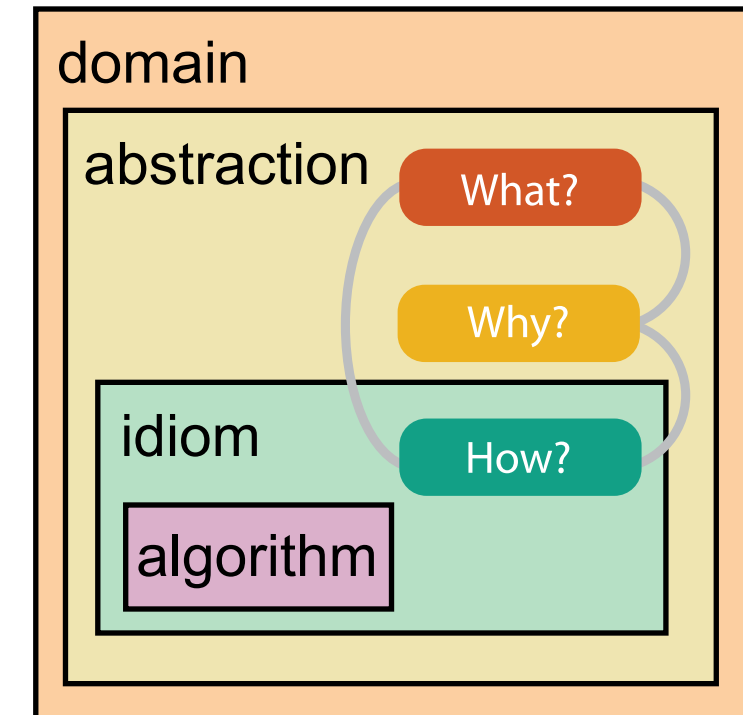 domain
abstraction
What?
Why?
idiom
How?
algorithm